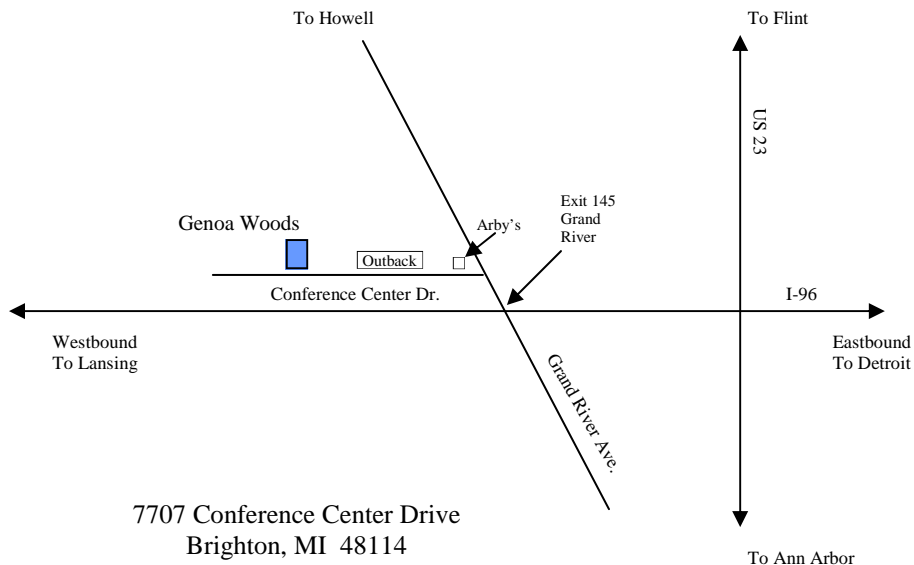 To Howell
To Flint
US 23
Exit 145
Grand
River
Genoa Woods
Arby’s
Outback
Conference Center Dr.
I-96
Westbound
To Lansing
Eastbound
To Detroit
Grand River Ave.
7707 Conference Center Drive
Brighton, MI  48114
To Ann Arbor